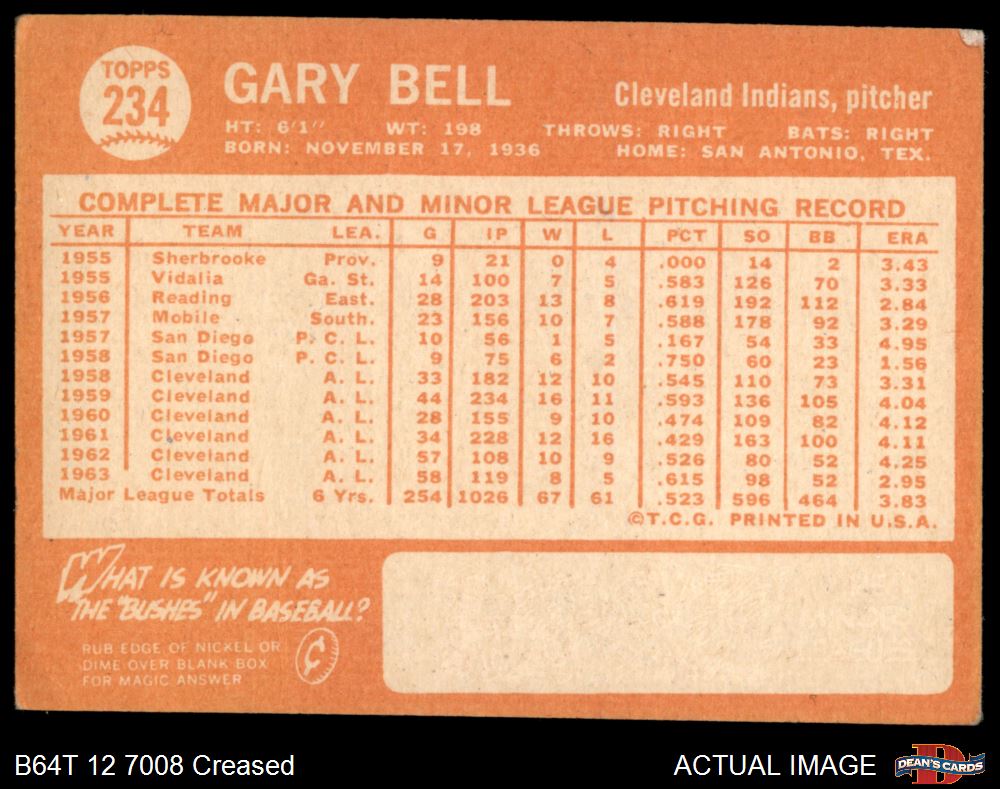 TOPPS
234
GARY BELL
Cleveland Indians, pitcher
HT: 6'1" WT: 198 THROWS: RIGHT BATS: RIGHT
BORN: NOVEMBER 17, 1936 HOME: SAN ANTONIO, TEX.
COMPLETE MAJOR AND MINOR LEAGUE PITCHING RECORD
YEAR TEAM LEA. G IP W L PCT SO BB ERA
1955 Sherbrooke Prov. 9 21 0 4 .000 14 2 3.43
1955 Vidalia Ga. St. 14 100 7 5 .583 126 70 3.33
1956 Reading East. 28 203 13 8 .619 192 112 2.84
1957 Mobile South. 23 156 10 7 .588 178 92 3.29
1957 San Diego P. C. L. 10 56 1 5 .167 54 33 4.95
1958 San Diego P. C. L. 9 75 6 2 .750 60 23 1.56
1958 Cleveland A. L. 33 182 12 10 .545 110 73 3.31
1959 Cleveland A. L. 44 234 16 11 .593 136 105 4.04
1960 Cleveland A. L. 28 155 9 10 .474 109 82 4.12
1961 Cleveland A. L. 34 228 12 16 .429 163 100 4.11
1962 Cleveland A. L. 57 108 10 9 .526 80 52 4.25
1963 Cleveland A. L. 58 119 8 5 .615 98 52 2.95
Major League Totals 6 Yrs. 254 1026 67 61 .523 596 464 3.83
©T.C.G. PRINTED IN U.S.A.
WHAT IS KNOWN AS
THE "BUSHES" IN BASEBALL?
RUB EDGE OF NICKEL OR
DIME OVER BLANK BOX
FOR MAGIC ANSWER
¢
B64T 12 7008 Creased
ACTUAL IMAGE
D
DEAN'S CARDS